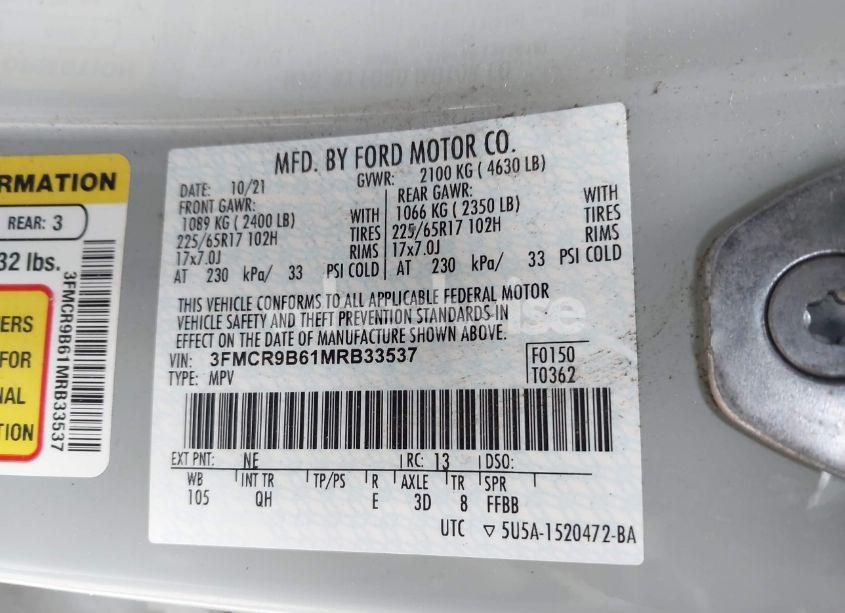 RMATION
REAR: 3
32 lbs.
ERS
FOR
NAL
TION
3FMCR9B61MRB33537
MFD. BY FORD MOTOR CO.
DATE: 10/21 GVWR: 2100 KG ( 4630 LB)
FRONT GAWR: REAR GAWR:
1089 KG ( 2400 LB) WITH 1066 KG ( 2350 LB) WITH
225/65R17 102H TIRES 225/65R17 102H TIRES
17x7.0J RIMS 17x7.0J RIMS
AT 230 kPa/ 33 PSI COLD AT 230 kPa/ 33 PSI COLD
THIS VEHICLE CONFORMS TO ALL APPLICABLE FEDERAL MOTOR
VEHICLE SAFETY AND THEFT PREVENTION STANDARDS IN
EFFECT ON THE DATE OF MANUFACTURE SHOWN ABOVE.
VIN: 3FMCR9B61MRB33537 F0150
TYPE: MPV T0362
EXT PNT: NE RC: 13 DSO:
WB INT TR TP/PS R AXLE TR SPR
105 QH E 3D 8 FFBB
UTC ▽ 5U5A-1520472-BA